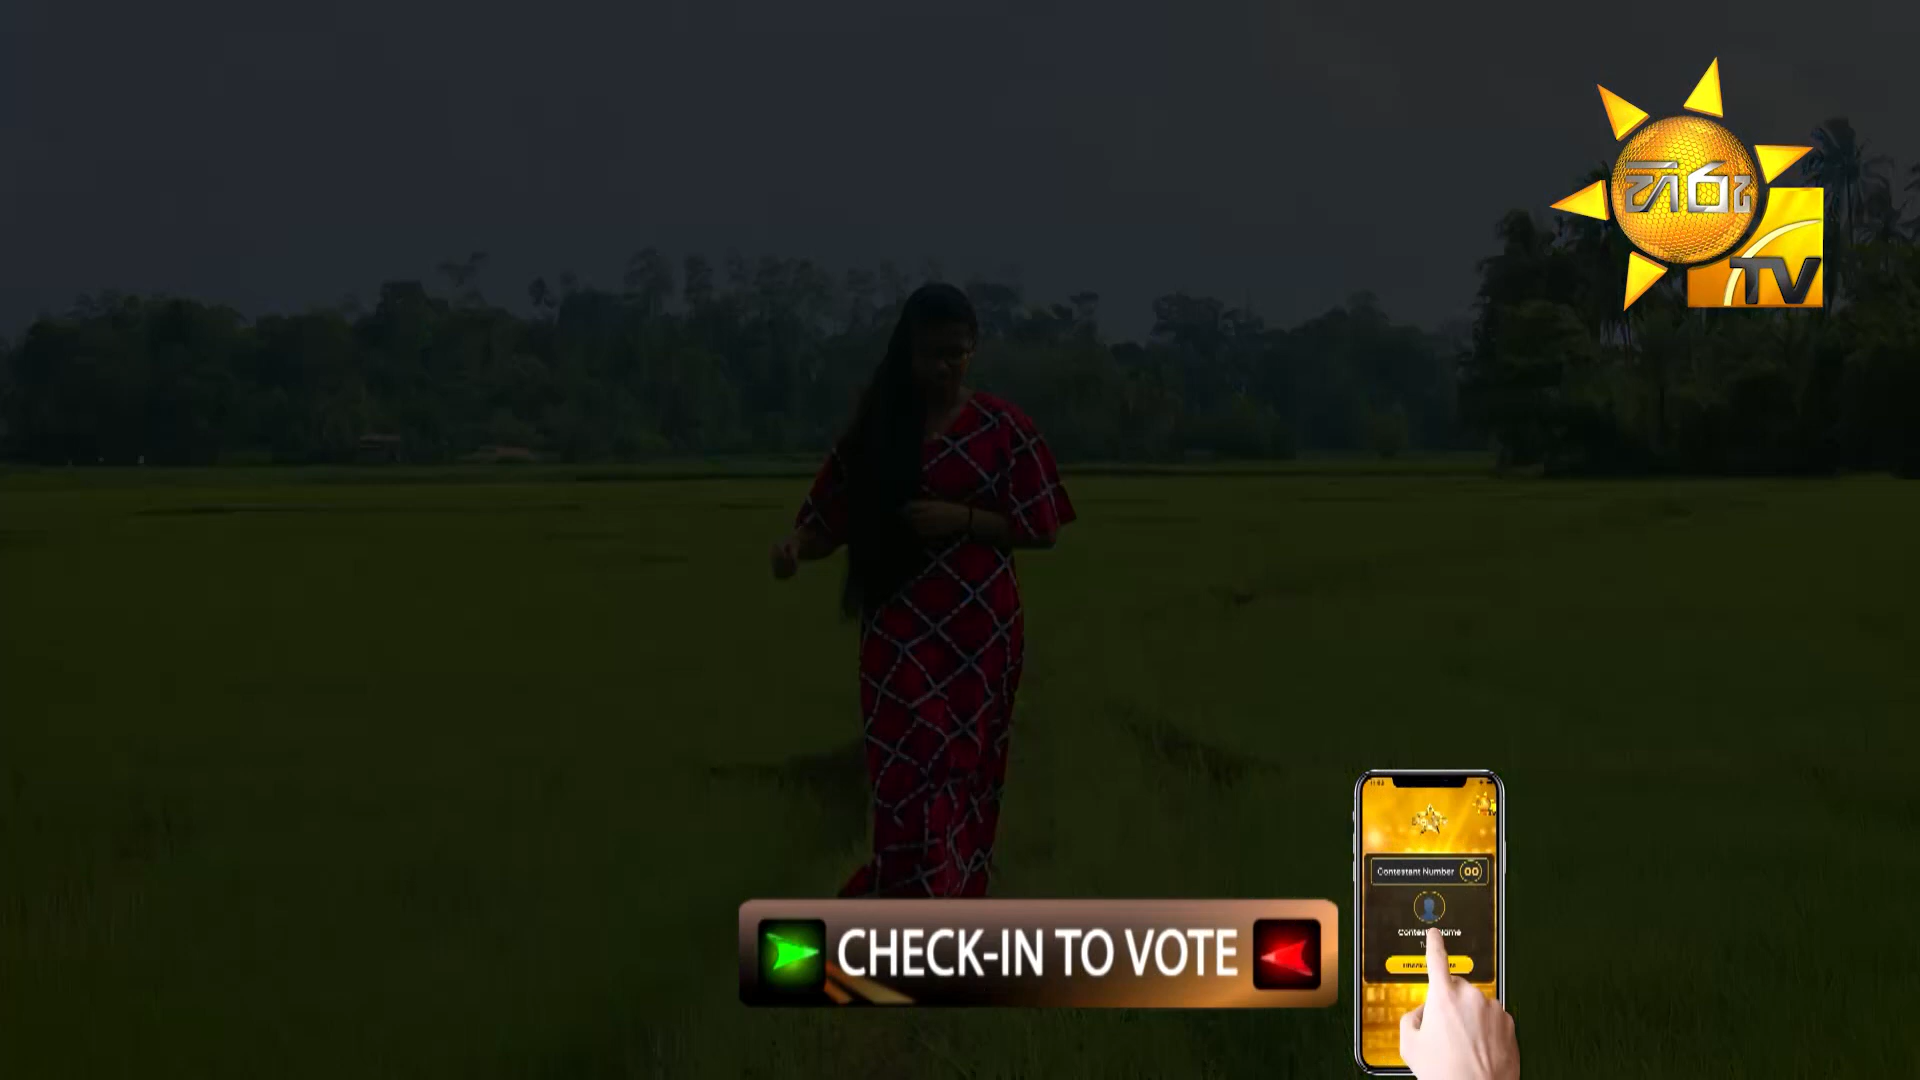 හිරු
TV
CHECK-IN TO VOTE
Contestant Number 00